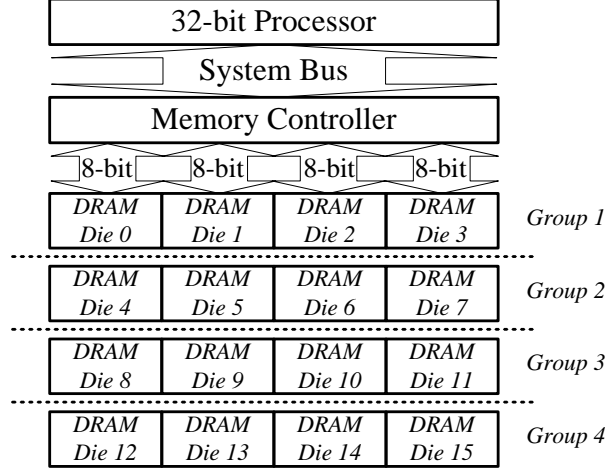 32-bit Processor
System Bus
Memory Controller
8-bit 8-bit 8-bit 8-bit
DRAM DRAM DRAM DRAM
Die 0 Die 1 Die 2 Die 3
Group 1
DRAM DRAM DRAM DRAM
Die 4 Die 5 Die 6 Die 7
Group 2
DRAM DRAM DRAM DRAM
Die 8 Die 9 Die 10 Die 11
Group 3
DRAM DRAM DRAM DRAM
Die 12 Die 13 Die 14 Die 15
Group 4